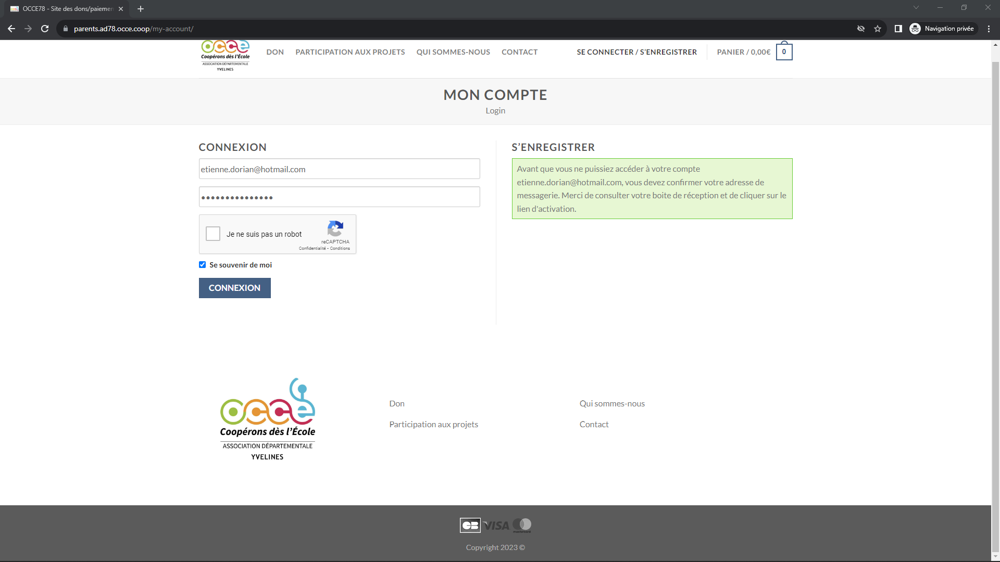 OCCE78 - Site des dons/paiemen
parents.ad78.occe.coop/my-account/
Navigation privée
occe
Coopérons dès l'École
ASSOCIATION DÉPARTEMENTALE
YVELINES
DON
PARTICIPATION AUX PROJETS
QUI SOMMES-NOUS
CONTACT
SE CONNECTER / S'ENREGISTRER
PANIER / 0,00€
0
MON COMPTE
Login
CONNEXION
etienne.dorian@hotmail.com
Je ne suis pas un robot
reCAPTCHA
Confidentialité - Conditions
Se souvenir de moi
CONNEXION
S'ENREGISTRER
Avant que vous ne puissiez accéder à votre compte
etienne.dorian@hotmail.com, vous devez confirmer votre adresse de
messagerie. Merci de consulter votre boite de réception et de cliquer sur le
lien d'activation.
occe
Coopérons dès l'École
ASSOCIATION DÉPARTEMENTALE
YVELINES
Don
Participation aux projets
Qui sommes-nous
Contact
CB
VISA
mastercard
Copyright 2023 ©